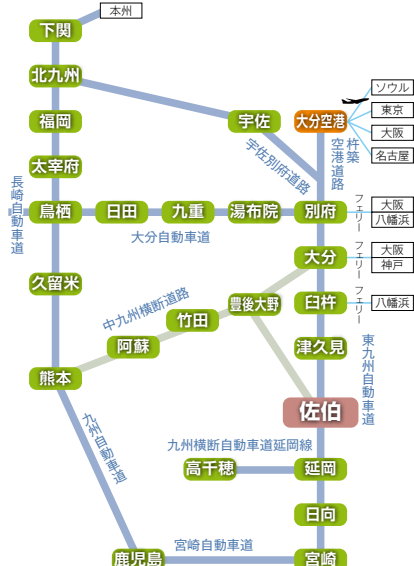 本州
下関
北九州
ソウル
福岡
宇佐
大分空港
東京
大阪
名古屋
太宰府
宇佐別府道路
空港道路
杵築
長崎自動車道
鳥栖
日田
九重
湯布院
別府
フェリー
大阪
八幡浜
大分自動車道
大分
フェリー
大阪
神戸
久留米
中九州横断道路
豊後大野
臼杵
フェリー
八幡浜
竹田
阿蘇
津久見
東九州自動車道
熊本
佐伯
九州自動車道
九州横断自動車道延岡線
高千穂
延岡
日向
宮崎自動車道
鹿児島
宮崎